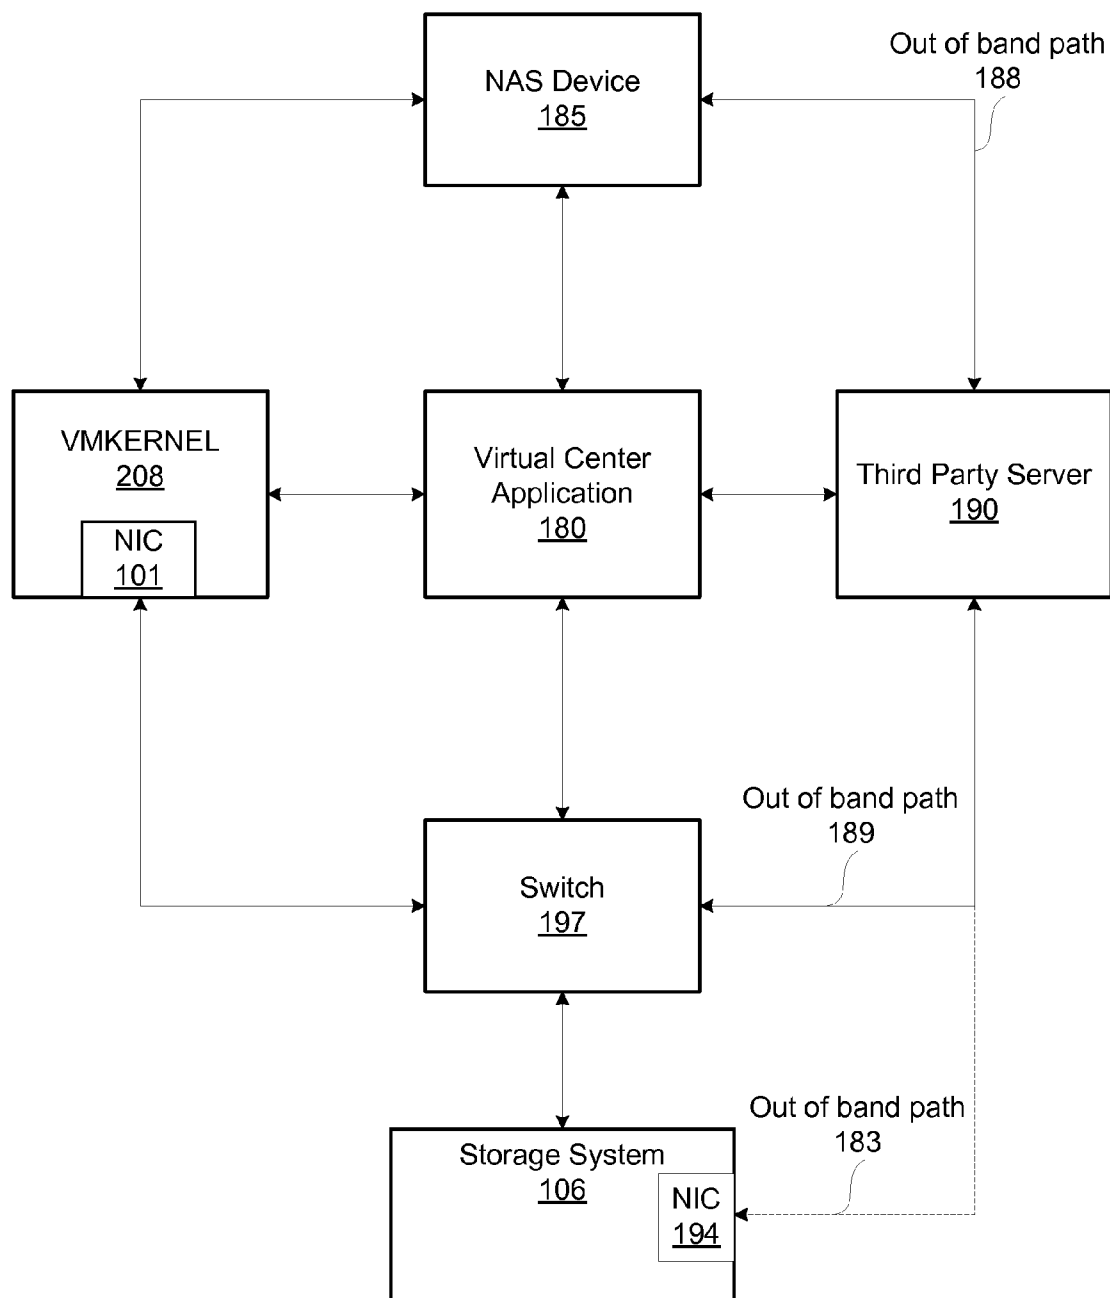 Out of band path
188
NAS Device
185
VMKERNEL
208
NIC
101
Virtual Center
Application
180
Third Party Server
190
Out of band path
189
Switch
197
Out of band path
183
Storage System
106
NIC
194